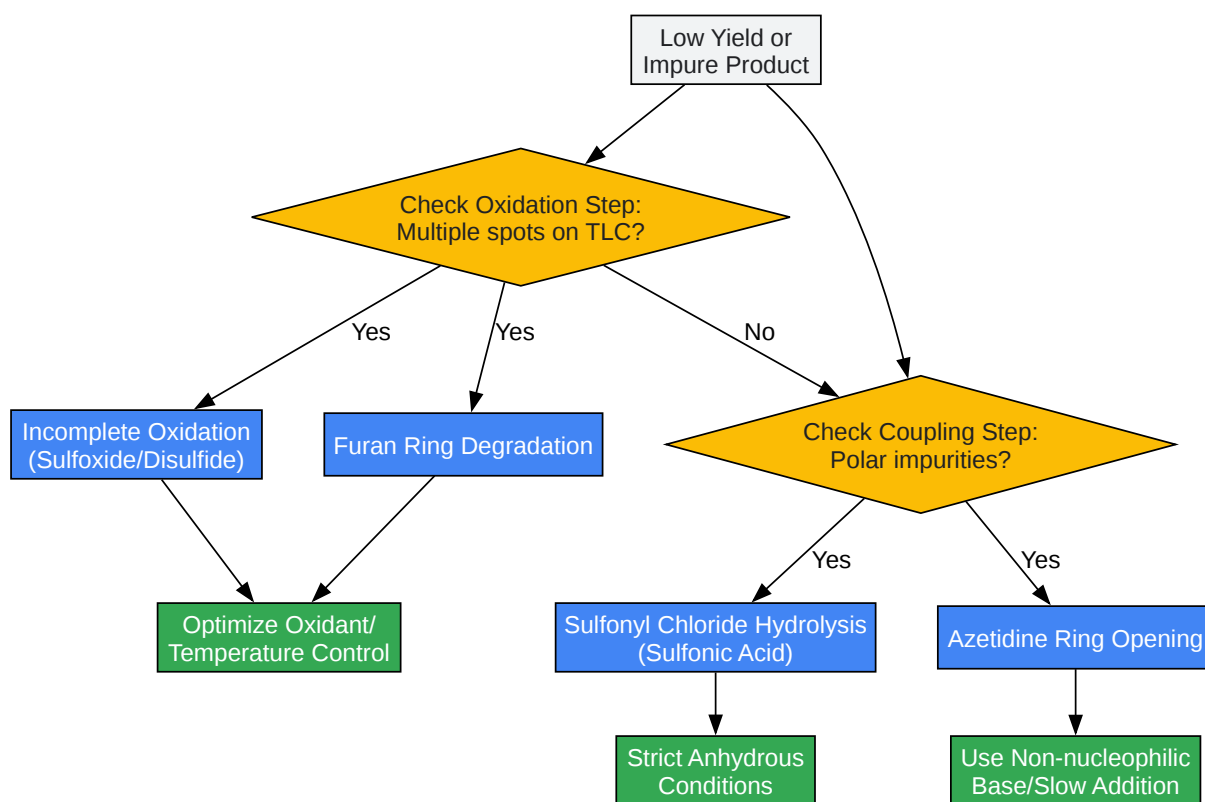 Low Yield or
Impure Product
Check Oxidation Step:
Multiple spots on TLC?
Yes
Yes
No
Incomplete Oxidation
(Sulfoxide/Disulfide)
Furan Ring Degradation
Check Coupling Step:
Polar impurities?
Yes
Yes
Optimize Oxidant/
Temperature Control
Sulfonyl Chloride Hydrolysis
(Sulfonic Acid)
Azetidine Ring Opening
Strict Anhydrous
Conditions
Use Non-nucleophilic
Base/Slow Addition